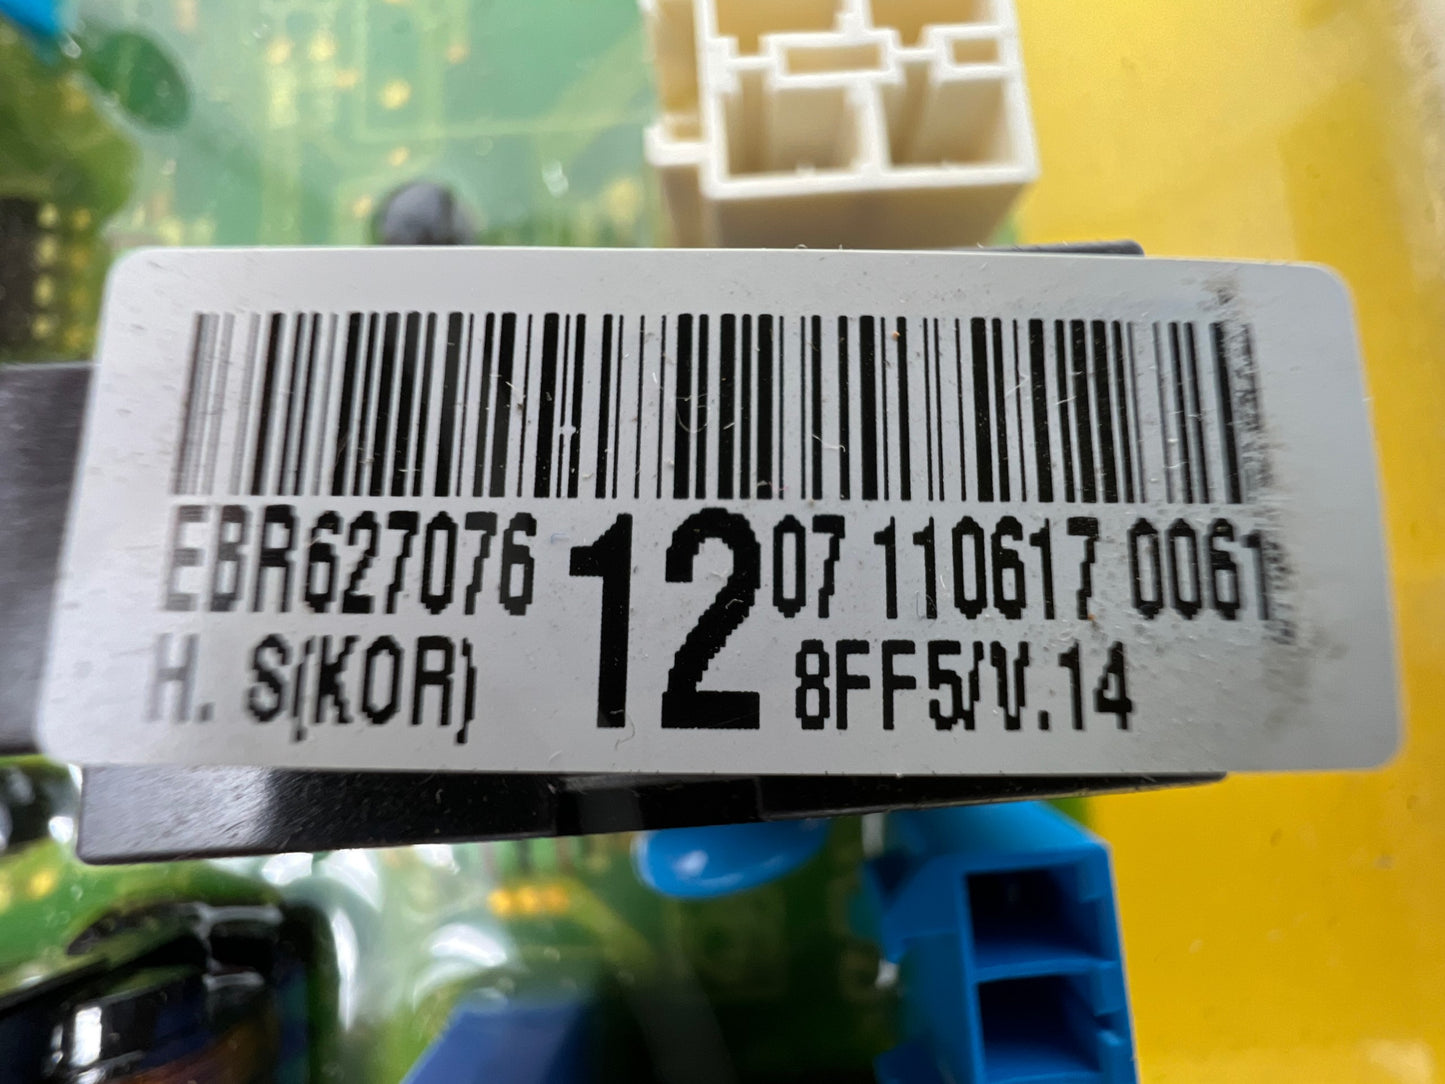 EBR627076 12 07 110617 0061
H. S(KOR) 8FF5/V.14